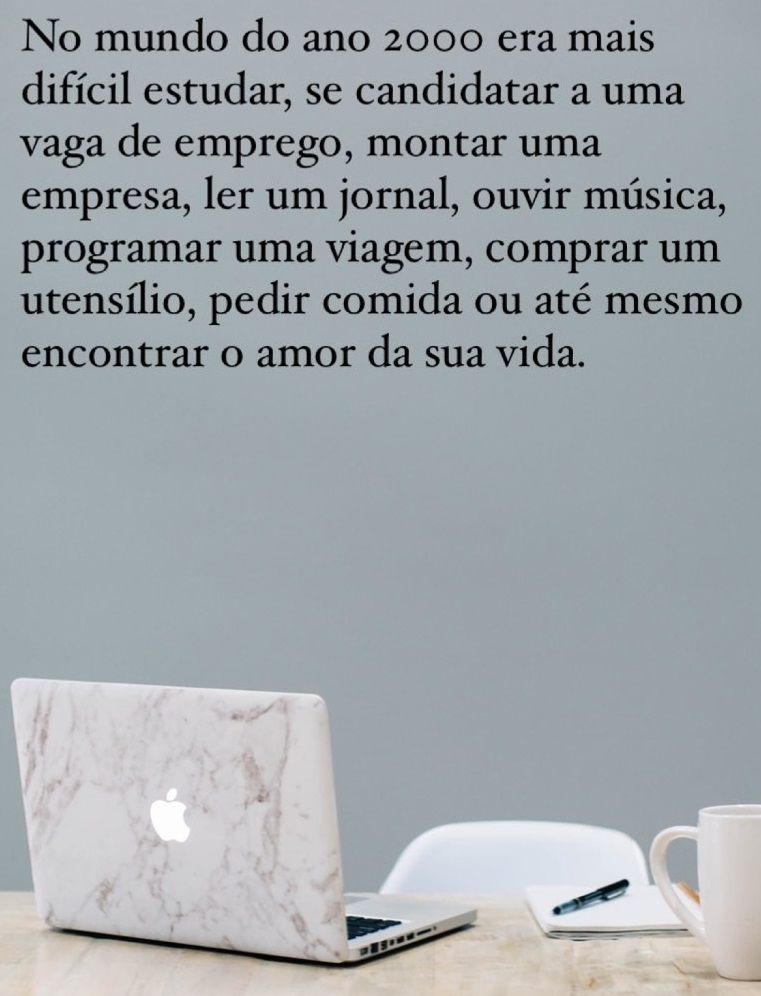 No mundo do ano 2000 era mais
difícil estudar, se candidatar a uma
vaga de emprego, montar uma
empresa, ler um jornal, ouvir música,
programar uma viagem, comprar um
utensílio, pedir comida ou até mesmo
encontrar o amor da sua vida.